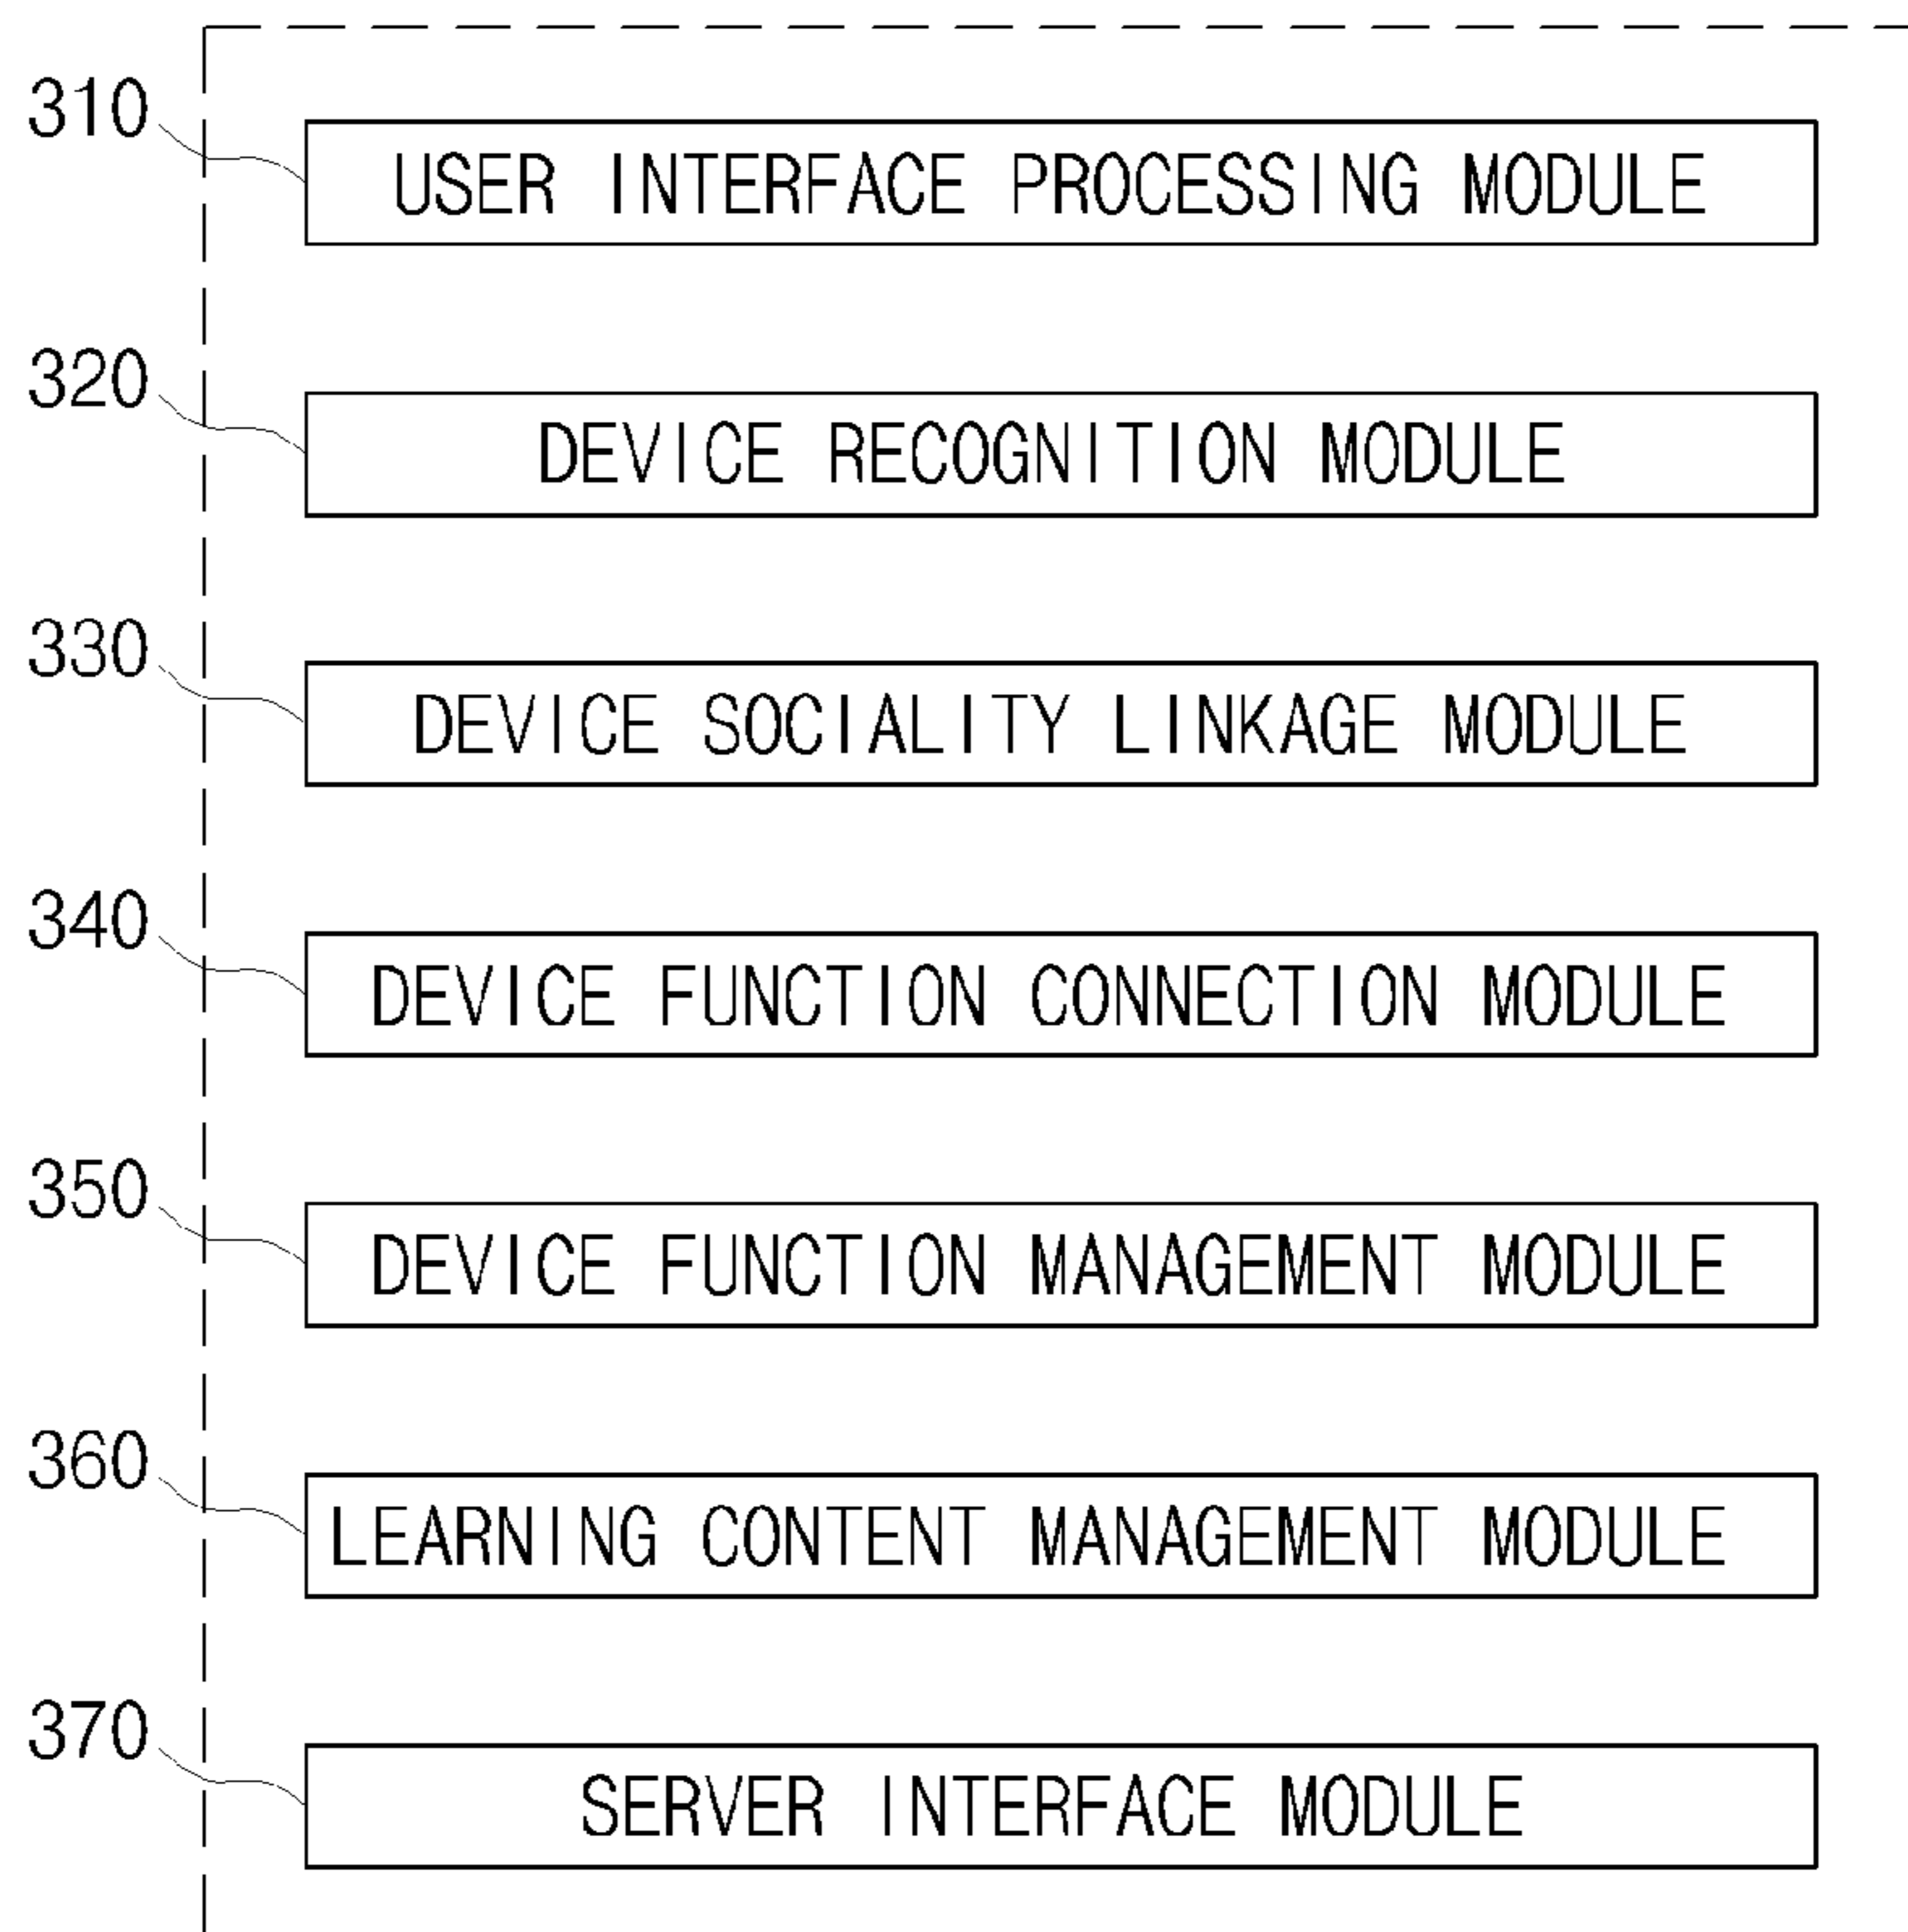 310
USER INTERFACE PROCESSING MODULE
320
DEVICE RECOGNITION MODULE
330
DEVICE SOCIALITY LINKAGE MODULE
340
DEVICE FUNCTION CONNECTION MODULE
350
DEVICE FUNCTION MANAGEMENT MODULE
360
LEARNING CONTENT MANAGEMENT MODULE
370
SERVER INTERFACE MODULE